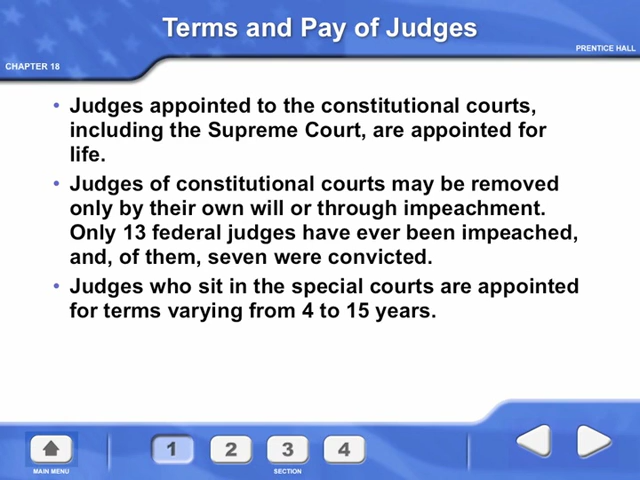 Terms and Pay of Judges
PRENTICE HALL
CHAPTER 18
• Judges appointed to the constitutional courts,
including the Supreme Court, are appointed for
life.
• Judges of constitutional courts may be removed
only by their own will or through impeachment.
Only 13 federal judges have ever been impeached,
and, of them, seven were convicted.
• Judges who sit in the special courts are appointed
for terms varying from 4 to 15 years.
1 2 3 4
MAIN MENU
SECTION